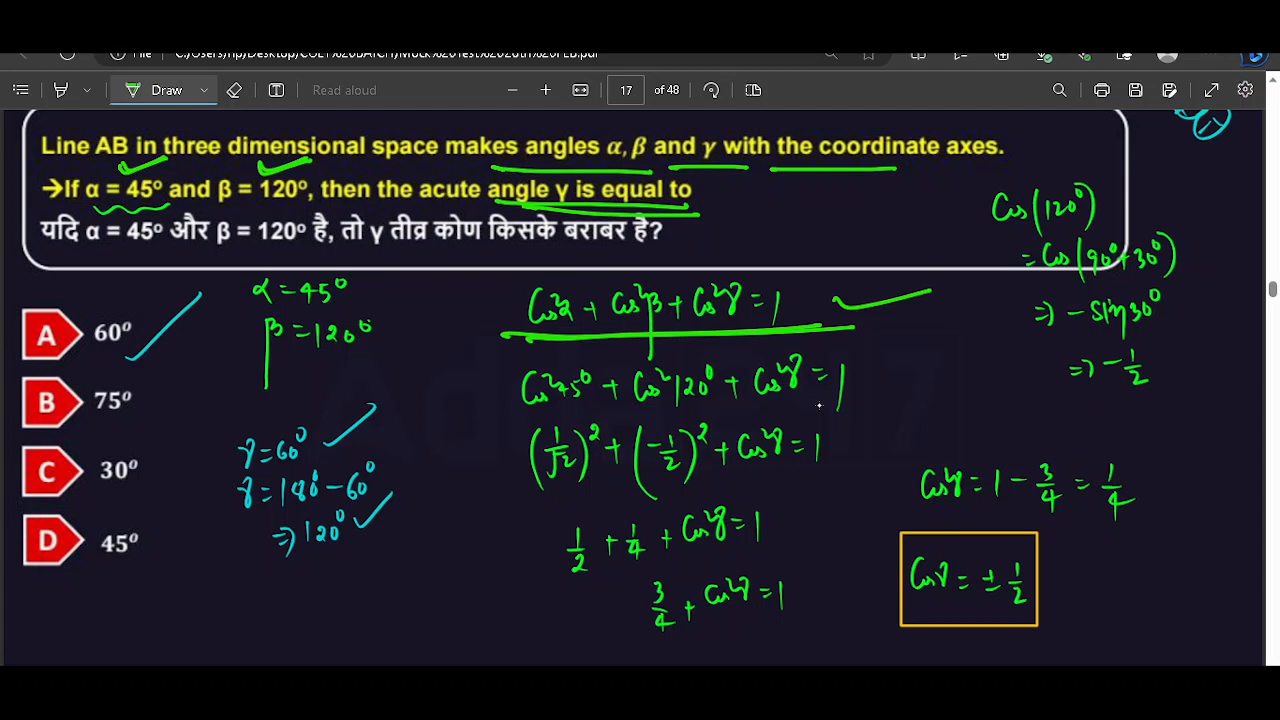 Draw
Read aloud
17 of 48
Line AB in three dimensional space makes angles α, β and γ with the coordinate axes.
→If α = 45° and β = 120°, then the acute angle γ is equal to
यदि α = 45° और β = 120° है, तो γ तीव्र कोण किसके बराबर है?
A 60°
B 75°
C 30°
D 45°
α = 45°
β = 120°
γ = 60°
γ = 180° - 60°
⇒ 120°
Cos²α + Cos²β + Cos²γ = 1
Cos²45° + Cos²120° + Cos²γ = 1
(1/√2)² + (-1/2)² + Cos²γ = 1
1/2 + 1/4 + Cos²γ = 1
3/4 + Cos²γ = 1
Cos(120°)
= Cos(90° + 30°)
⇒ - Sin 30°
⇒ - 1/2
Cos²γ = 1 - 3/4 = 1/4
Cosγ = ± 1/2